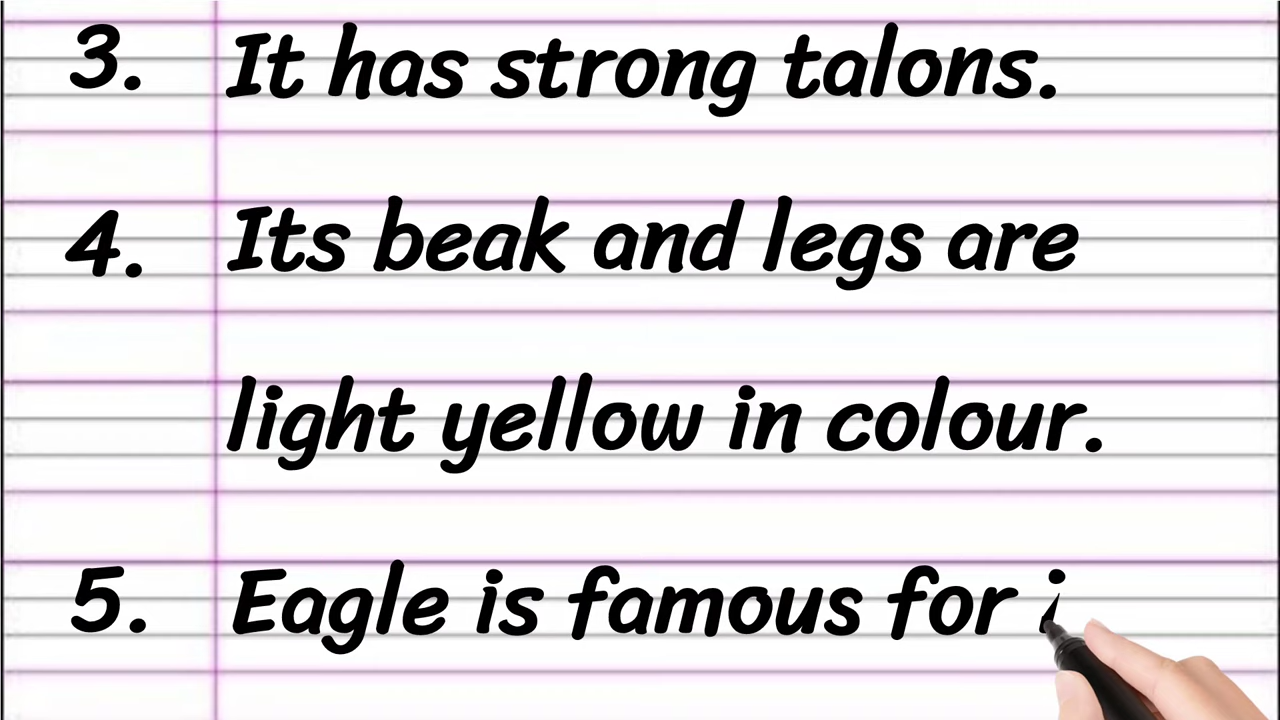 3. It has strong talons.
4. Its beak and legs are
light yellow in colour.
5. Eagle is famous for i